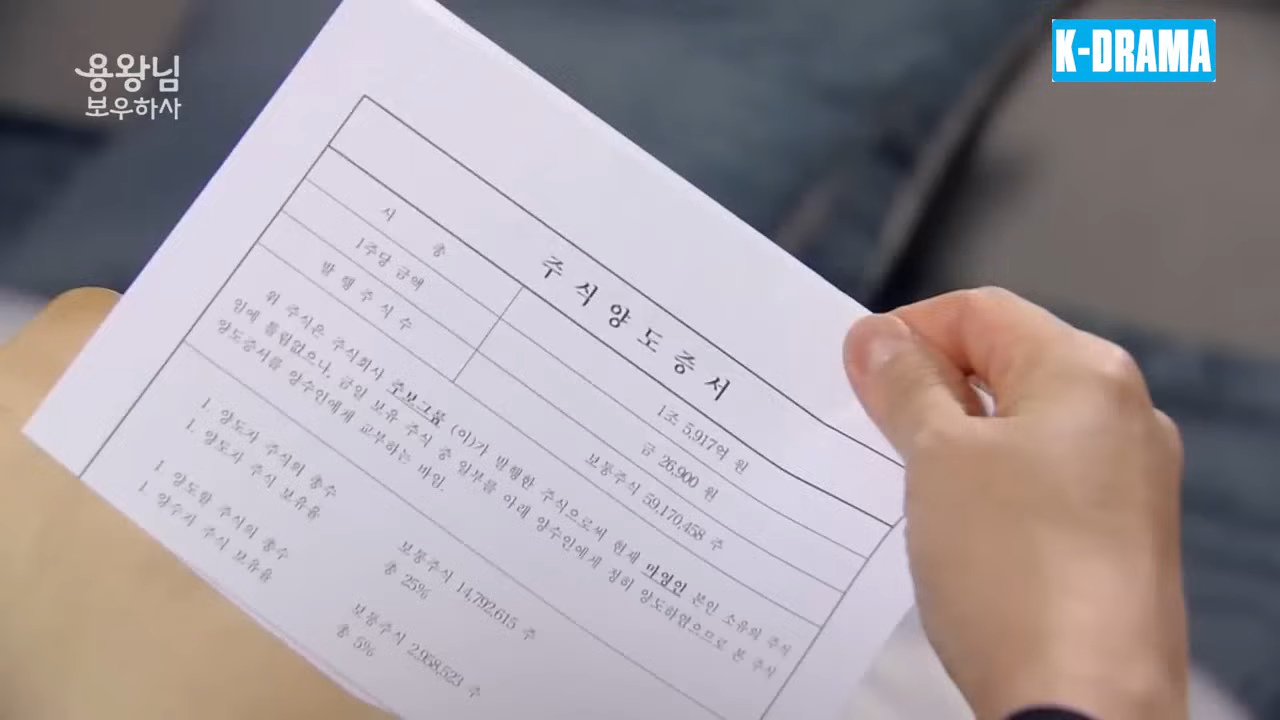 용왕님
보우하사
K-DRAMA
주식양도증서
시 총
1조 5,917억 원
1주당 금액
금 26,900 원
발 행 주 식 수
보통주식 59,170,458 주
위 주식은 주식회사 주보그룹 (이)가 발행한 주식으로써 현재 마영인 본인 소유의 주식
임에 틀림없으나, 금일 보유 주식 중 일부를 아래 양수인에게 정히 양도하였으므로 본 주식
양도증서를 양수인에게 교부하는 바임.
1. 양도자 주식의 총수
보통주식 14,792,615 주
1. 양도자 주식 보유율
총 25%
1. 양도할 주식의 총수
보통주식 2,958,523 주
1. 양수자 주식 보유율
총 5%